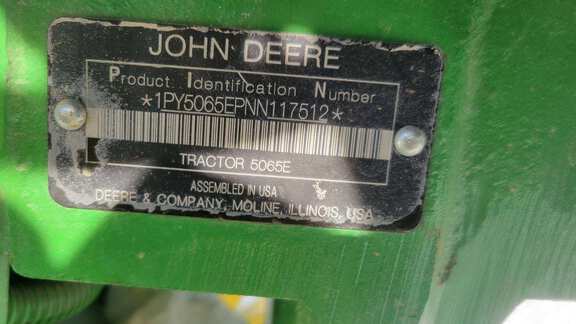 JOHN DEERE
Product Identification Number
*1PY5065EPNN117512*
TRACTOR 5065E
ASSEMBLED IN USA
DEERE & COMPANY, MOLINE, ILLINOIS, USA